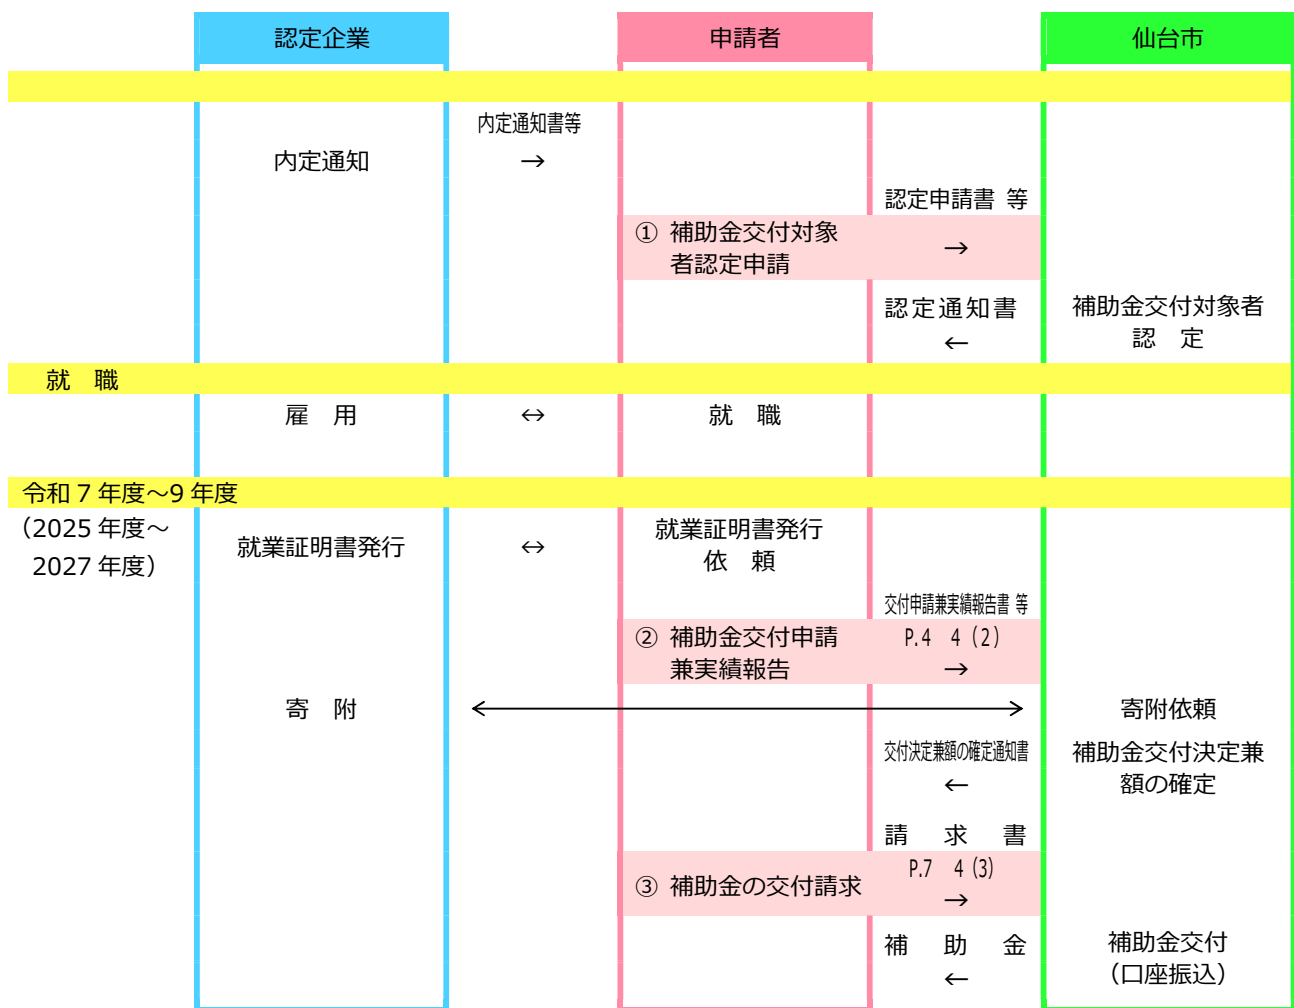 認定企業
申請者
仙台市
内定通知書等
内定通知
→
認定申請書 等
① 補助金交付対象
者認定申請
→
認定通知書
←
補助金交付対象者
認　定
就　職
雇　用
↔
就　職
令和 7 年度～9 年度
（2025 年度～
2027 年度）
就業証明書発行
↔
就業証明書発行
依　頼
交付申請兼実績報告書 等
② 補助金交付申請
兼実績報告
P.4　4（2）
→
寄　附
寄附依頼
交付決定兼額の確定通知書
←
補助金交付決定兼
額の確定
請　求　書
③ 補助金の交付請求
P.7　4（3）
→
補　助　金
←
補助金交付
（口座振込）